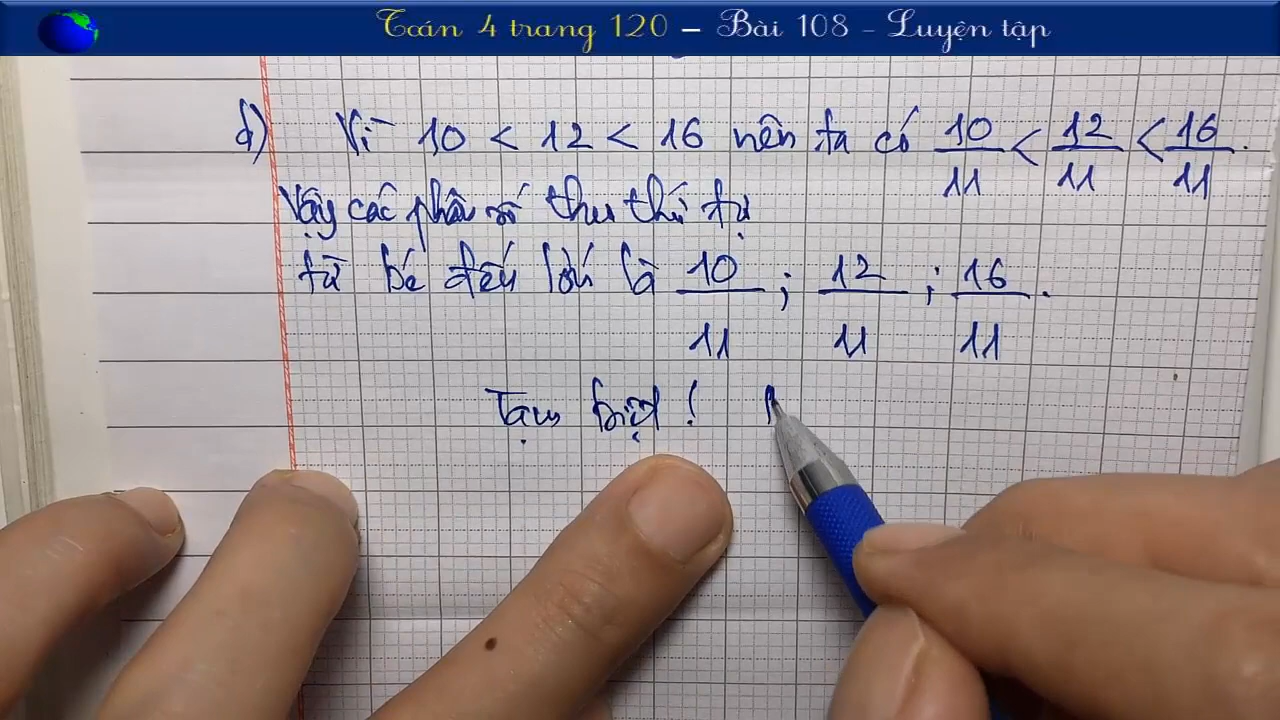 Toán 4 trang 120 – Bài 108 – Luyện tập
d) Vì 10 < 12 < 16 nên ta có 10/11 < 12/11 < 16/11.
Vậy các phân số thu thứ tự
từ bé đến lớn là 10/11 ; 12/11 ; 16/11.
Tạm biệt !